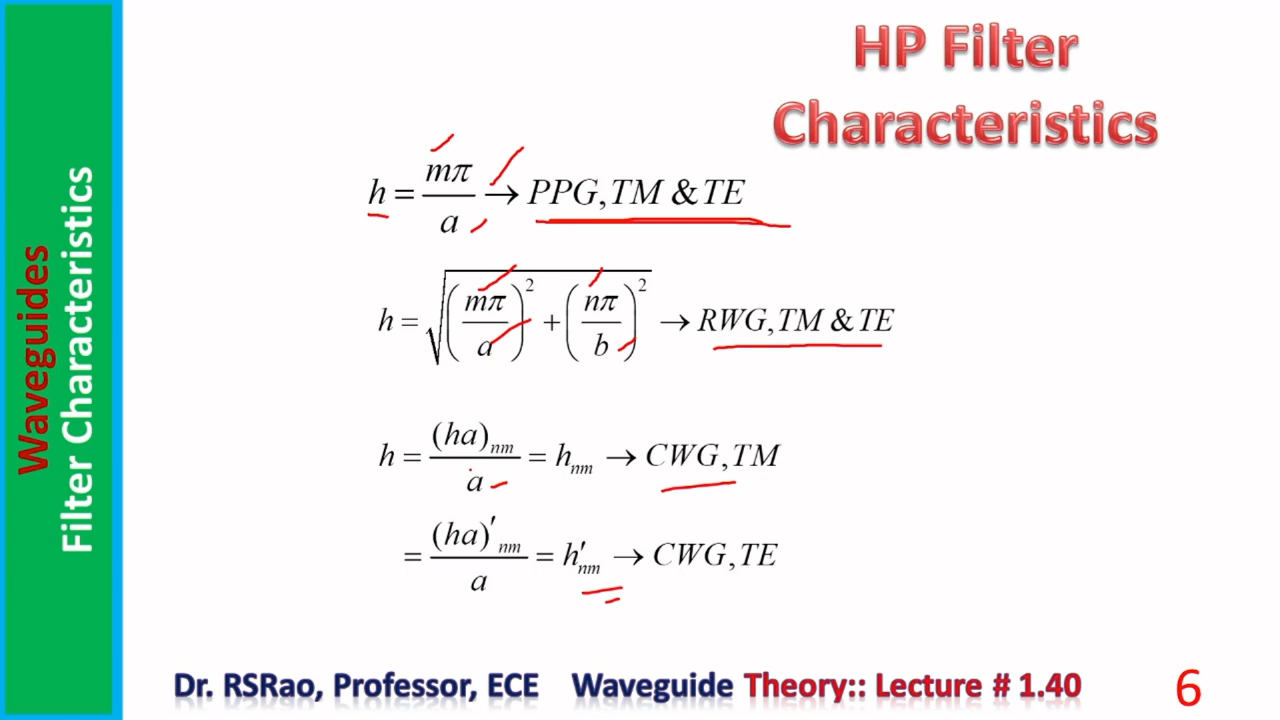 Waveguides
Filter Characteristics
HP Filter
Characteristics
h = mπ / a → PPG, TM & TE
h = √((mπ / a)² + (nπ / b)²) → RWG, TM & TE
h = (ha)nm / a = hnm → CWG, TM
= (ha)′nm / a = h′nm → CWG, TE
Dr. RSRao, Professor, ECE Waveguide Theory:: Lecture # 1.40
6